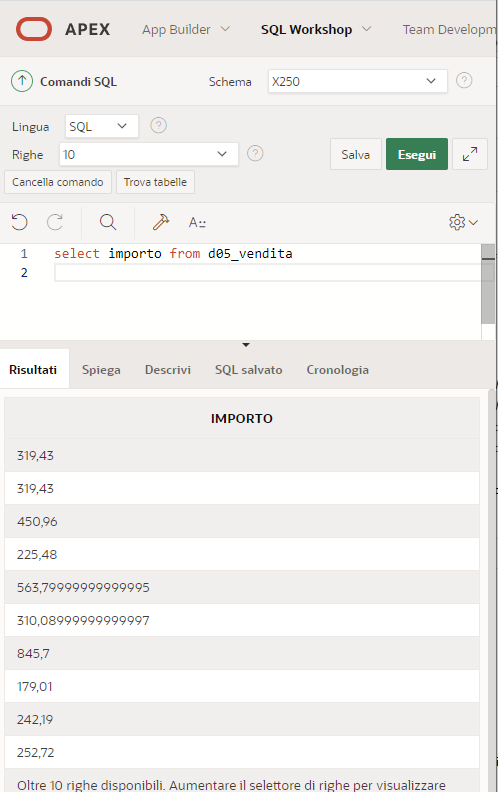 APEX App Builder SQL Workshop Team Developm
Comandi SQL Schema X250 ?
Lingua SQL ?
Righe 10 ? Salva Esegui
Cancella comando Trova tabelle
A::
1 select importo from d05_vendita
2
Risultati Spiega Descrivi SQL salvato Cronologia
IMPORTO
319,43
319,43
450,96
225,48
563,79999999999995
310,08999999999997
845,7
179,01
242,19
252,72
Oltre 10 righe disponibili. Aumentare il selettore di righe per visualizzare